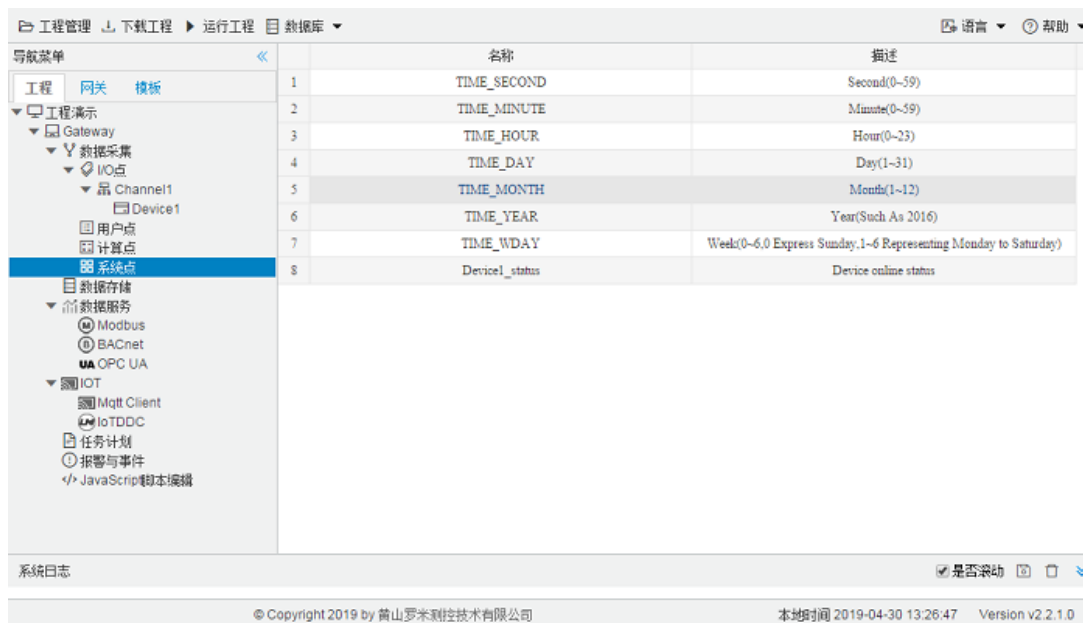 工程管理 下载工程 运行工程 数据库 语言 帮助
导航菜单 名称 描述
工程 网关 模板
1 TIME_SECOND Second(0~59)
2 TIME_MINUTE Minute(0~59)
3 TIME_HOUR Hour(0~23)
4 TIME_DAY Day(1~31)
5 TIME_MONTH Month(1~12)
6 TIME_YEAR Year(Such As 2016)
7 TIME_WDAY Week(0~6,0 Express Sunday,1~6 Representing Monday to Saturday)
8 Device1_status Device online status
工程演示
Gateway
数据采集
I/O点
Channel1
Device1
用户点
计算点
系统点
数据存储
数据服务
Modbus
BACnet
UA OPC UA
IOT
Mqtt Client
IoTDDC
任务计划
报警与事件
JavaScript脚本编辑
系统日志 是否滚动
© Copyright 2019 by 黄山罗米测控技术有限公司 本地时间 2019-04-30 13:26:47 Version v2.2.1.0